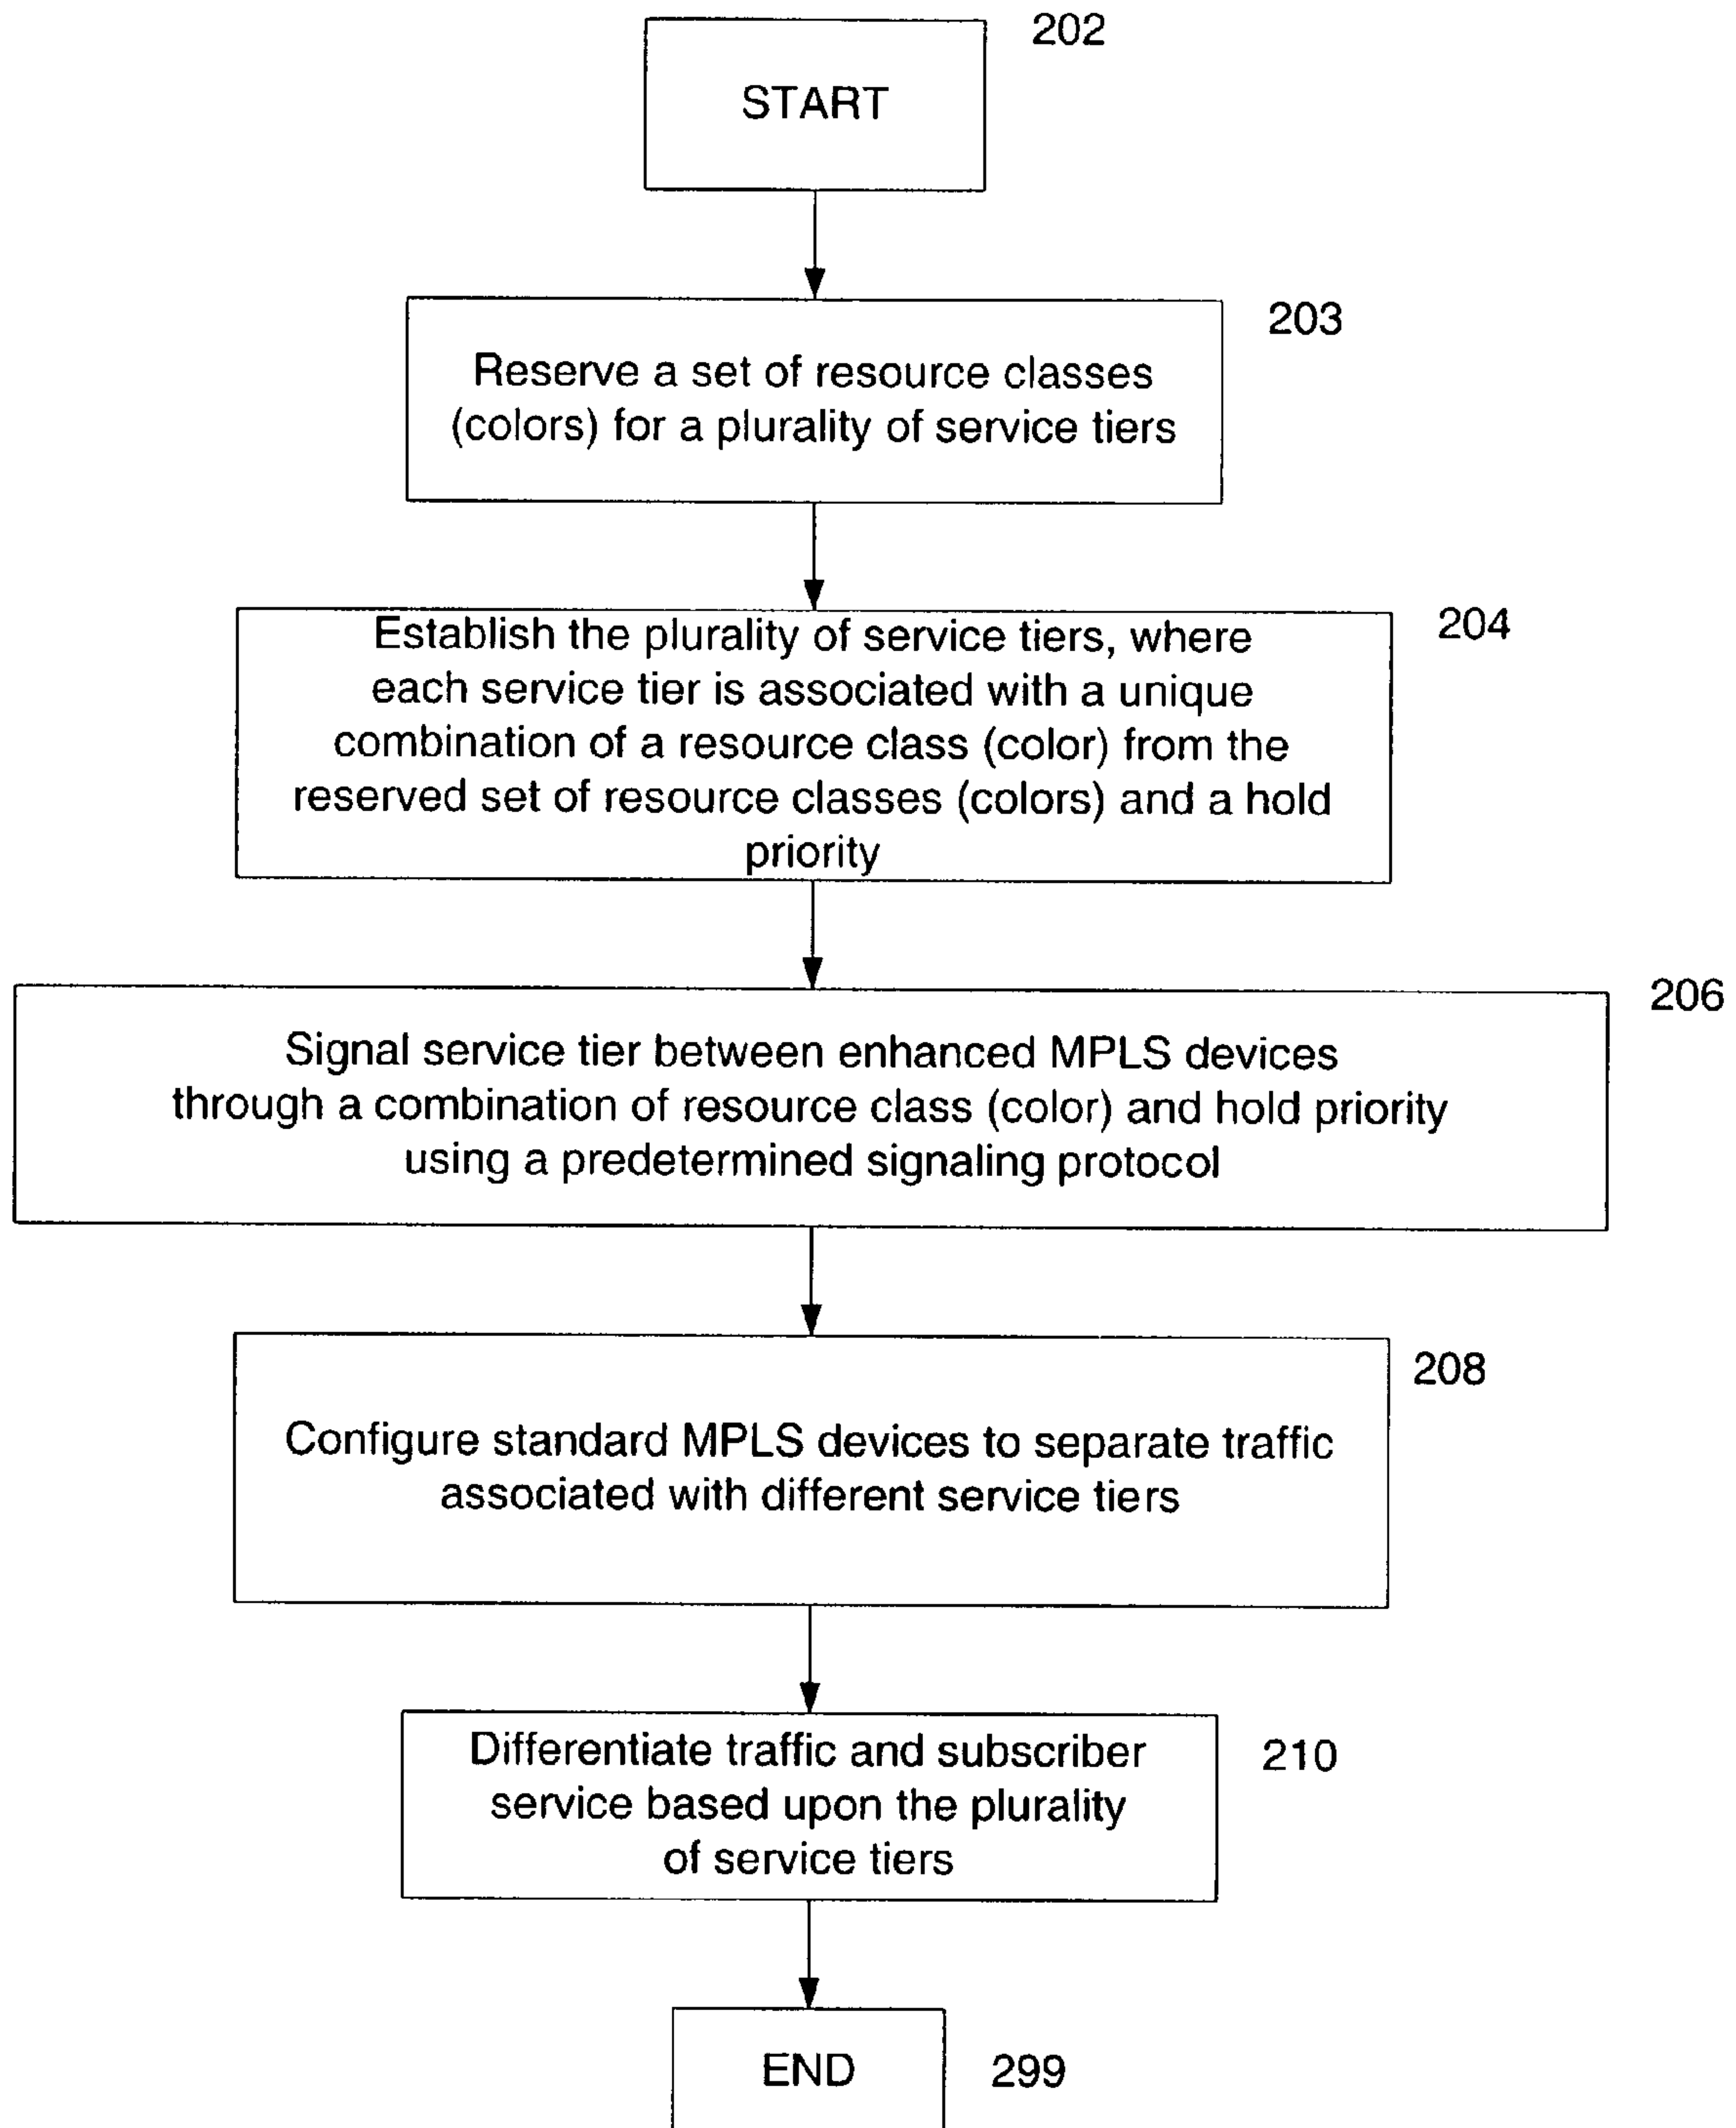 202
START
203
Reserve a set of resource classes
(colors) for a plurality of service tiers
204
Establish the plurality of service tiers, where
each service tier is associated with a unique
combination of a resource class (color) from the
reserved set of resource classes (colors) and a hold
priority
206
Signal service tier between enhanced MPLS devices
through a combination of resource class (color) and hold priority
using a predetermined signaling protocol
208
Configure standard MPLS devices to separate traffic
associated with different service tiers
210
Differentiate traffic and subscriber
service based upon the plurality
of service tiers
END
299